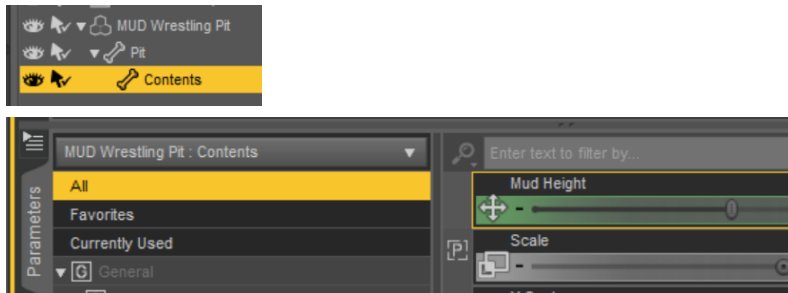 MUD Wrestling Pit
Pit
Contents
MUD Wrestling Pit : Contents
Enter text to filter by...
All
Mud Height
Favorites
Currently Used
Scale
P
G General
Parameters